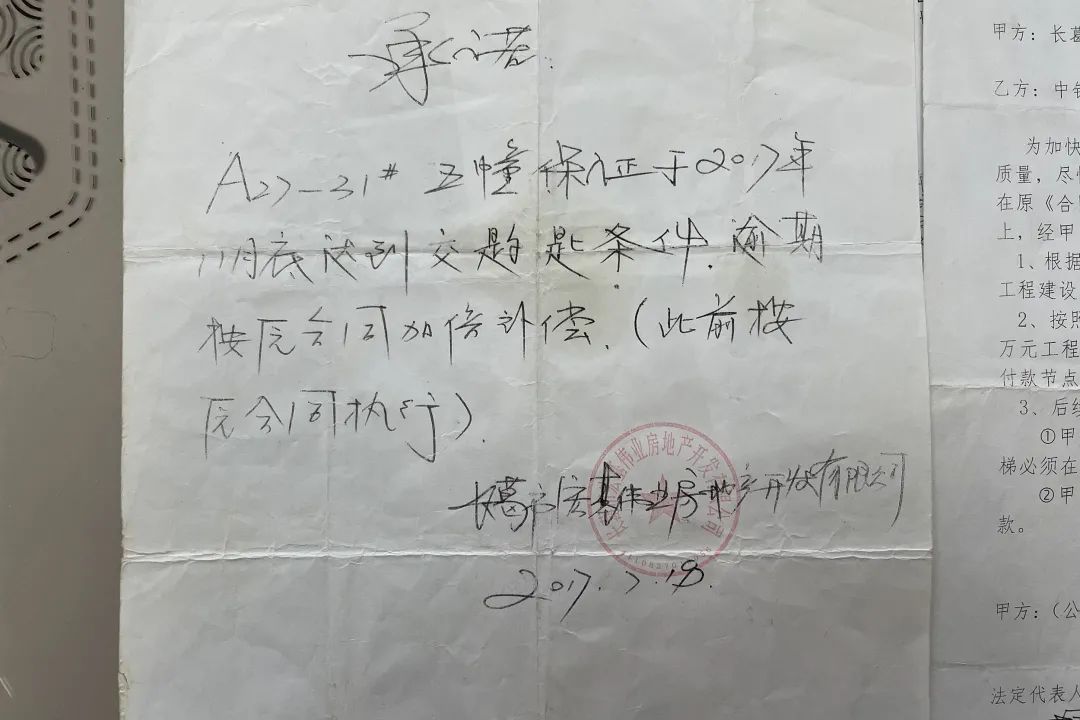 承诺:
A27-31# 五幢保证于2017年
11月底达到交钥匙条件.逾期
按原合同加倍补偿.(此前按
原合同执行).
长葛市宏基伟业房地产开发有限公司
2017.7.18.
甲方：长葛
乙方：中
为加快
质量，尽
在原《合
上，经甲
1、根据
工程建设
2、按照
万元工程
付款节点
3、后续
①甲
梯必须在
②甲
款。
甲方：（公
法定代表人